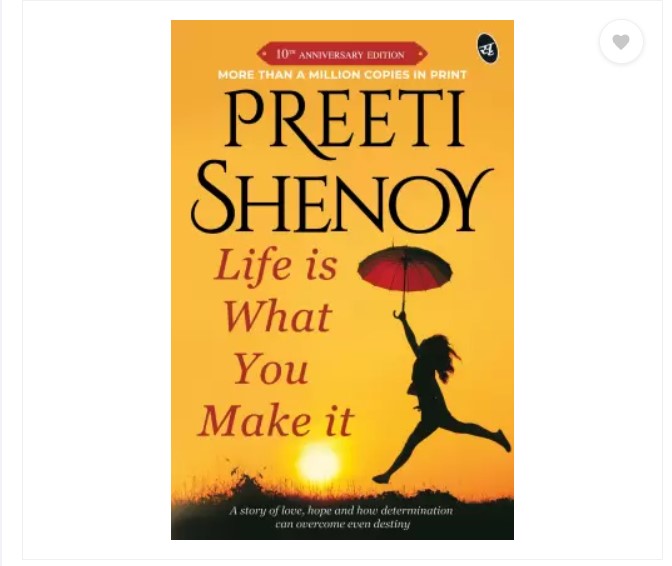 10TH ANNIVERSARY EDITION
MORE THAN A MILLION COPIES IN PRINT
PREETI
SHENOY
Life is
What
You
Make it
A story of love, hope and how determination
can overcome even destiny